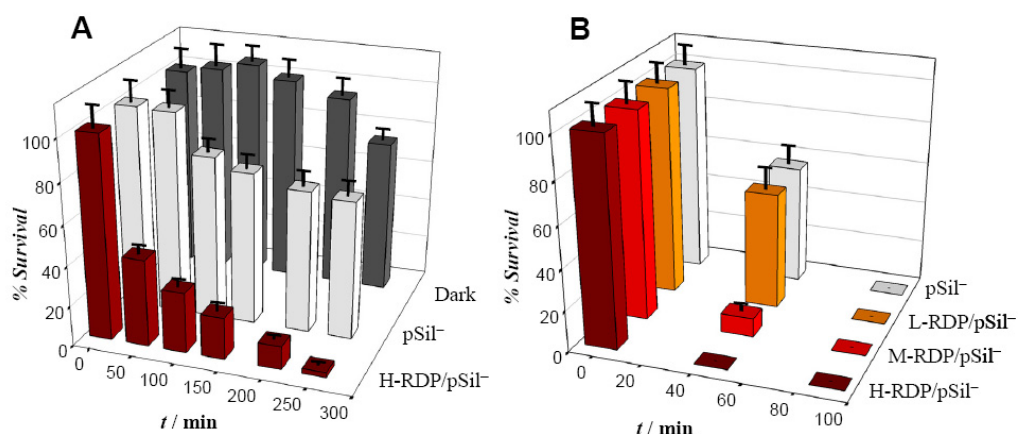 A
% Survival
100
80
60
40
20
0
0
50
100
150
200
250
300
t / min
Dark
pSil⁻
H-RDP/pSil⁻
B
% Survival
100
80
60
40
20
0
0
20
40
60
80
100
t / min
pSil⁻
L-RDP/pSil⁻
M-RDP/pSil⁻
H-RDP/pSil⁻